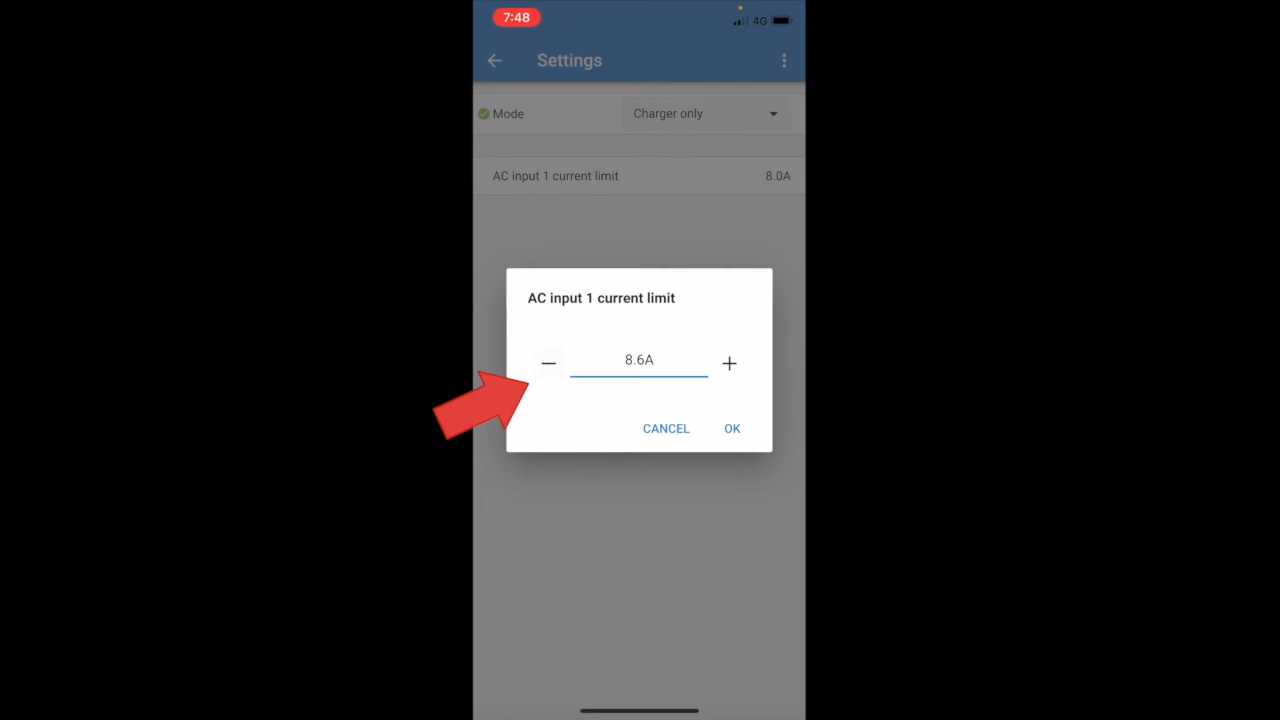 7:48
4G
Settings
Mode
Charger only
AC input 1 current limit
8.0A
AC input 1 current limit
8.6A
CANCEL
OK